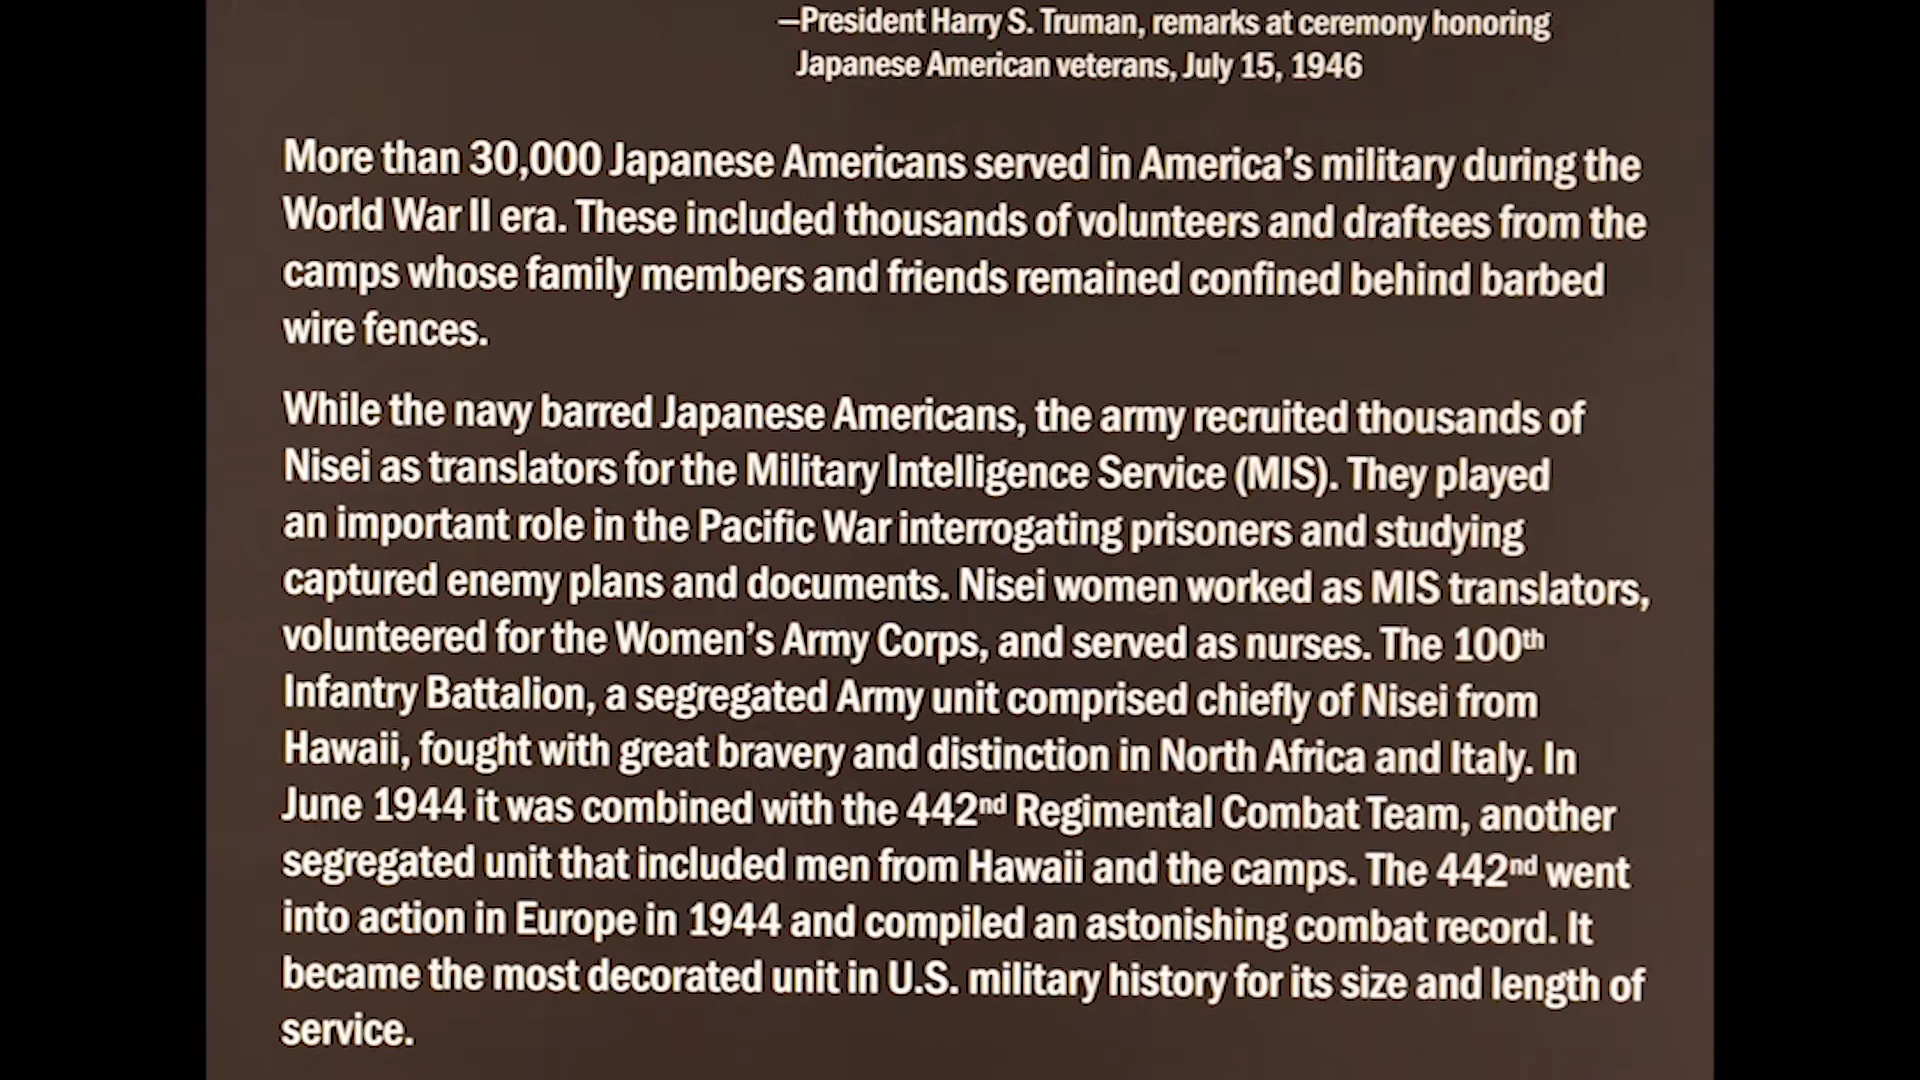 —President Harry S. Truman, remarks at ceremony honoring
Japanese American veterans, July 15, 1946
More than 30,000 Japanese Americans served in America’s military during the
World War II era. These included thousands of volunteers and draftees from the
camps whose family members and friends remained confined behind barbed
wire fences.
While the navy barred Japanese Americans, the army recruited thousands of
Nisei as translators for the Military Intelligence Service (MIS). They played
an important role in the Pacific War interrogating prisoners and studying
captured enemy plans and documents. Nisei women worked as MIS translators,
volunteered for the Women’s Army Corps, and served as nurses. The 100th
Infantry Battalion, a segregated Army unit comprised chiefly of Nisei from
Hawaii, fought with great bravery and distinction in North Africa and Italy. In
June 1944 it was combined with the 442nd Regimental Combat Team, another
segregated unit that included men from Hawaii and the camps. The 442nd went
into action in Europe in 1944 and compiled an astonishing combat record. It
became the most decorated unit in U.S. military history for its size and length of
service.